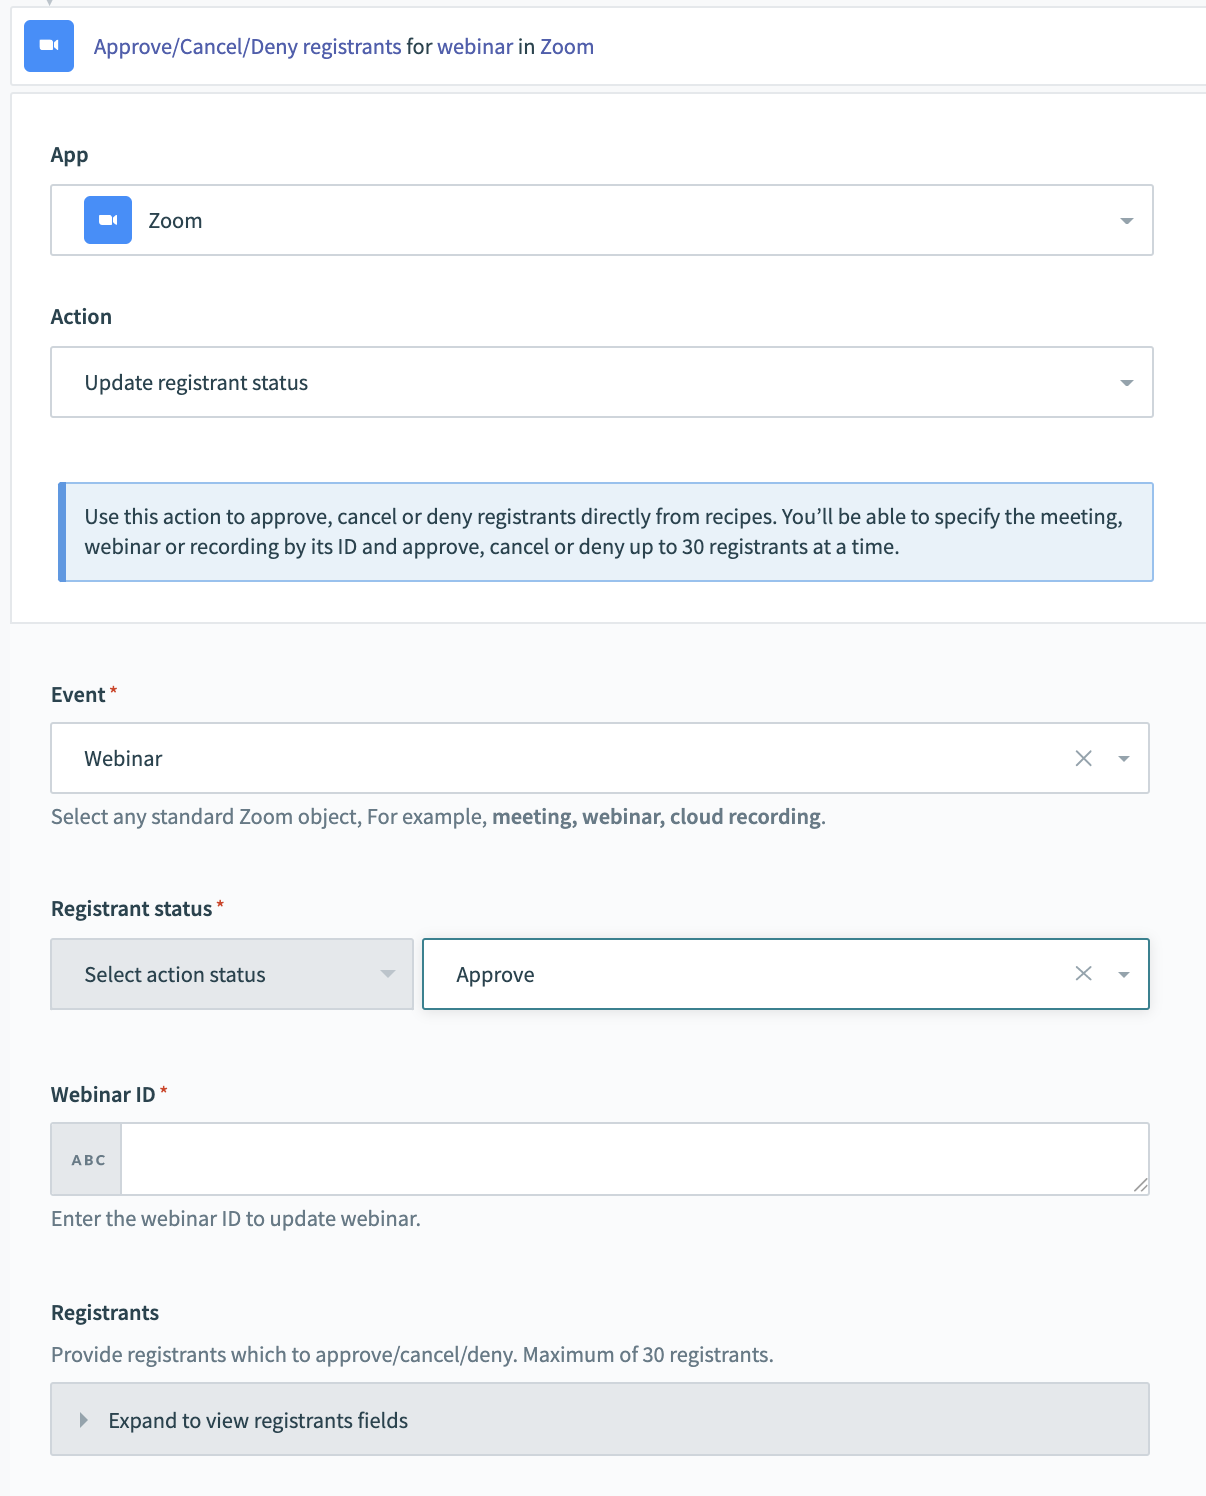 Approve/Cancel/Deny registrants for webinar in Zoom
App
Zoom
Action
Update registrant status
Use this action to approve, cancel or deny registrants directly from recipes. You’ll be able to specify the meeting,
webinar or recording by its ID and approve, cancel or deny up to 30 registrants at a time.
Event *
Webinar
Select any standard Zoom object, For example, meeting, webinar, cloud recording.
Registrant status *
Select action status
Approve
Webinar ID *
ABC
Enter the webinar ID to update webinar.
Registrants
Provide registrants which to approve/cancel/deny. Maximum of 30 registrants.
Expand to view registrants fields